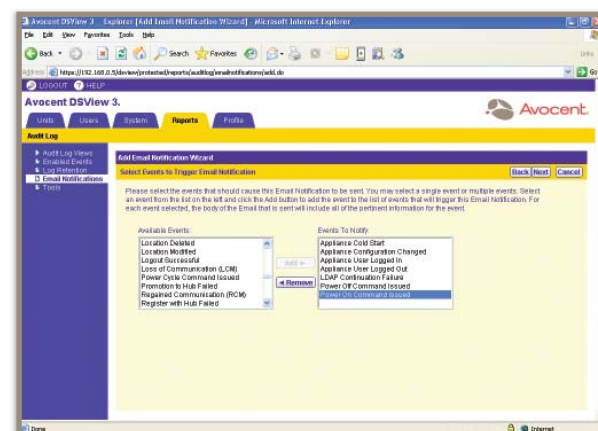 Avocent DSView 3 Explorer [Add Email Notification Wizard] - Microsoft Internet Explorer
File Edit View Favorites Tools Help
Back Search Favorites
Links
Address https://192.168.0.5/dsview/protected/reports/auditlog/emailnotifications/add.do Go
LOGOUT HELP
Avocent DSView 3.
Avocent.
Units Users System Reports Profile
Audit Log
Audit Log Views
Enabled Events
Log Retention
Email Notifications
Tools
Add Email Notification Wizard
Select Events to Trigger Email Notification
Back Next Cancel
Please select the events that should cause this Email Notification to be sent. You may select a single event or multiple events. Select
an event from the list on the left and click the Add button to add the event to the list of events that will trigger this Email Notification. For
each event selected, the body of the Email that is sent will include all of the pertinent information for the event.
Available Events:
Location Deleted
Location Modified
Logout Successful
Loss of Communication (LCM)
Power Cycle Command Issued
Promotion to Hub Failed
Regained Communication (RCM)
Register with Hub Failed
Add
Remove
Events To Notify:
Appliance Cold Start
Appliance Configuration Changed
Appliance User Logged In
Appliance User Logged Out
LDAP Continuation Failure
Power Off Command Issued
Power On Command Issued
Done
Internet